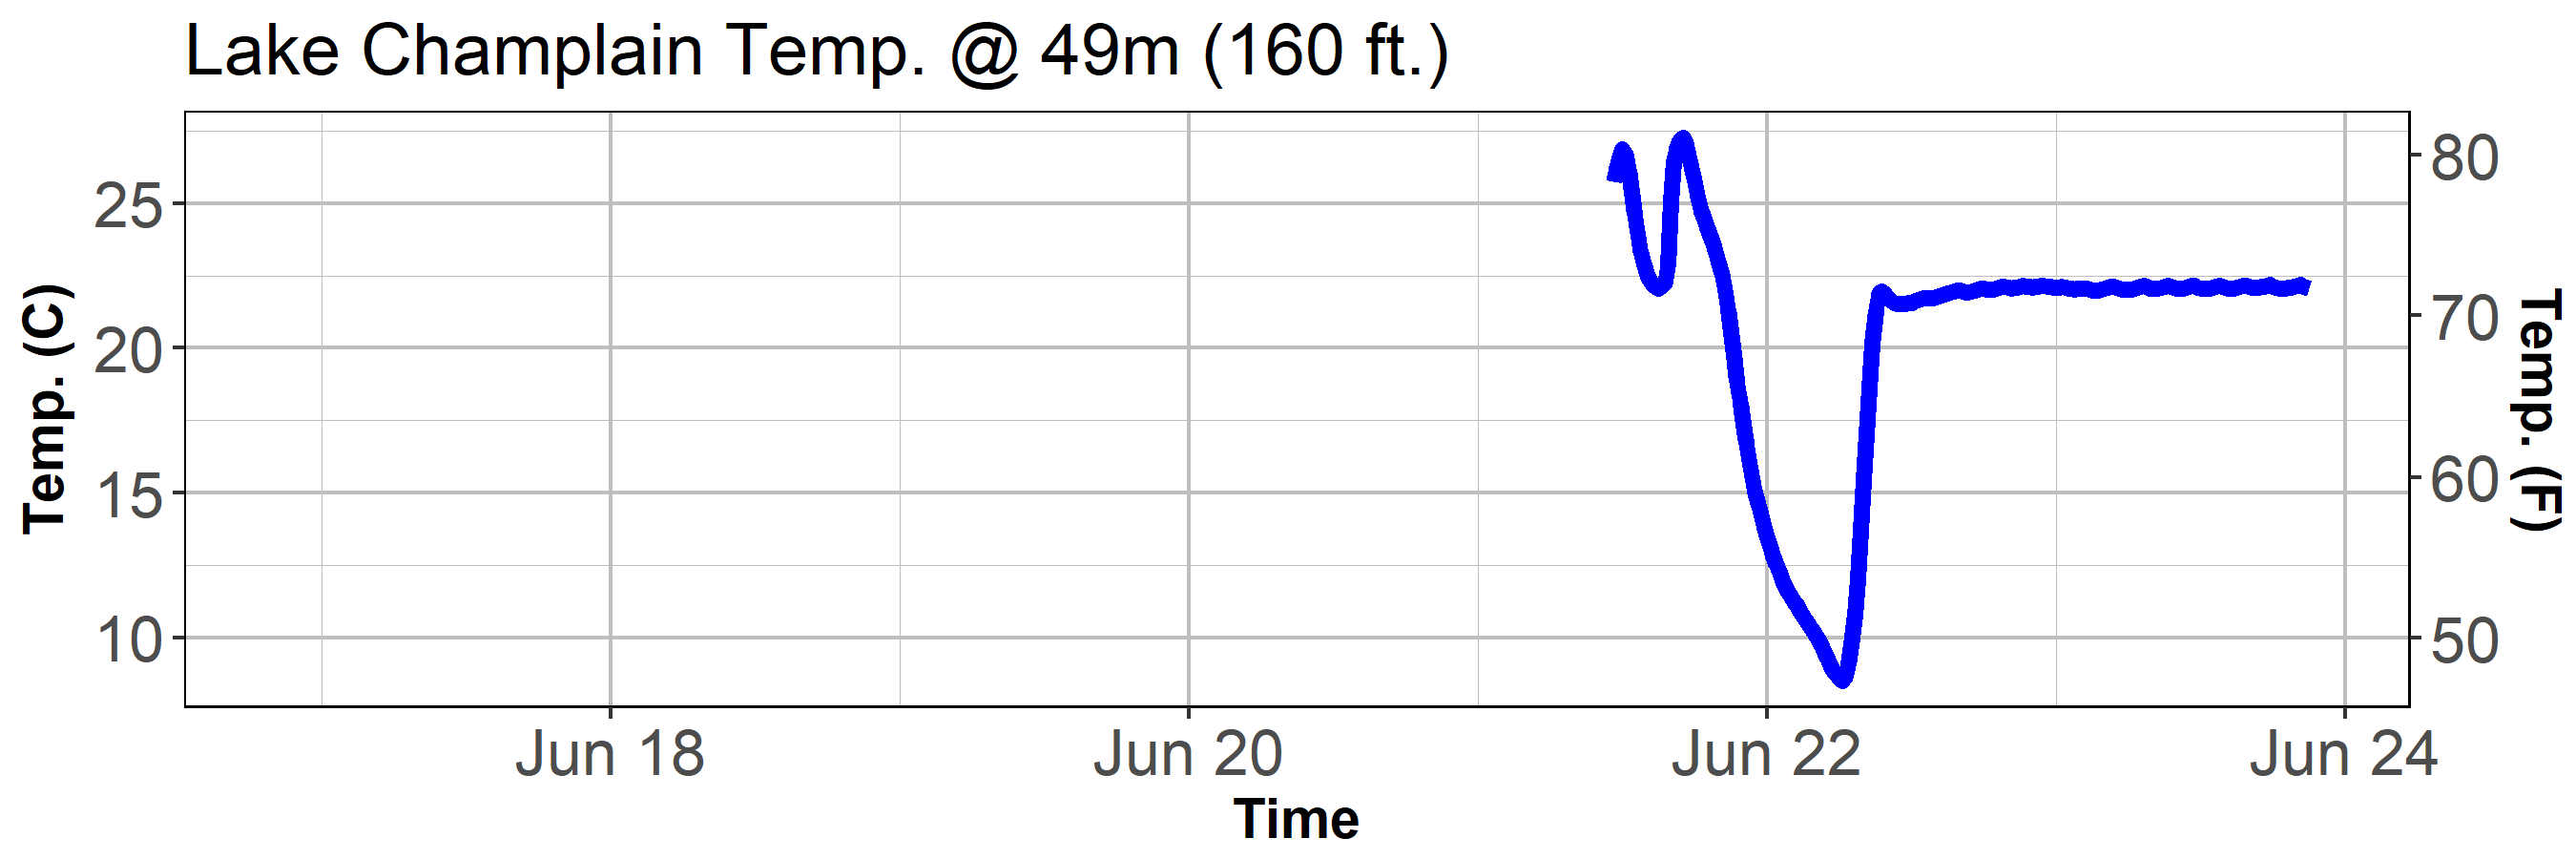 Lake Champlain Temp. @ 49m (160 ft.)
Temp. (C)
25
20
15
10
80
70
60
50
Temp. (F)
Jun 18 Jun 20 Jun 22 Jun 24
Time